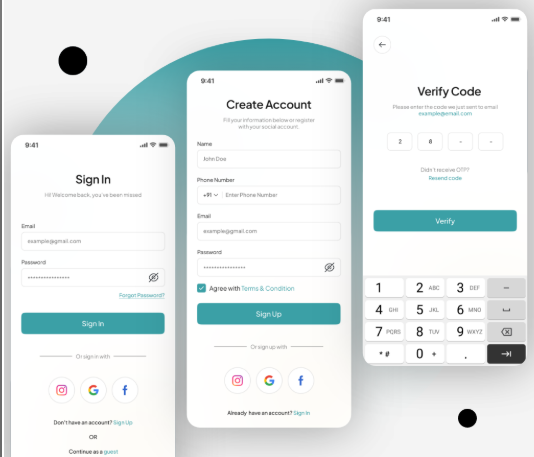 9:41
Sign In
Hi! Welcome back, you've been missed
Email
example@gmail.com
Password
****************
Forgot Password?
Sign In
Or sign in with
Don't have an account? Sign Up
OR
Continue as a guest
9:41
Create Account
Fill your information below or register
with your social account.
Name
John Doe
Phone Number
+91 Enter Phone Number
Email
example@gmail.com
Password
****************
Agree with Terms & Condition
Sign Up
Or sign up with
Already have an account? Sign In
9:41
Verify Code
Please enter the code we just sent to email
example@email.com
2 8 - -
Didn't receive OTP?
Resend code
Verify
1 2 ABC 3 DEF –
4 GHI 5 JKL 6 MNO
7 PQRS 8 TUV 9 WXYZ
* # 0 + .